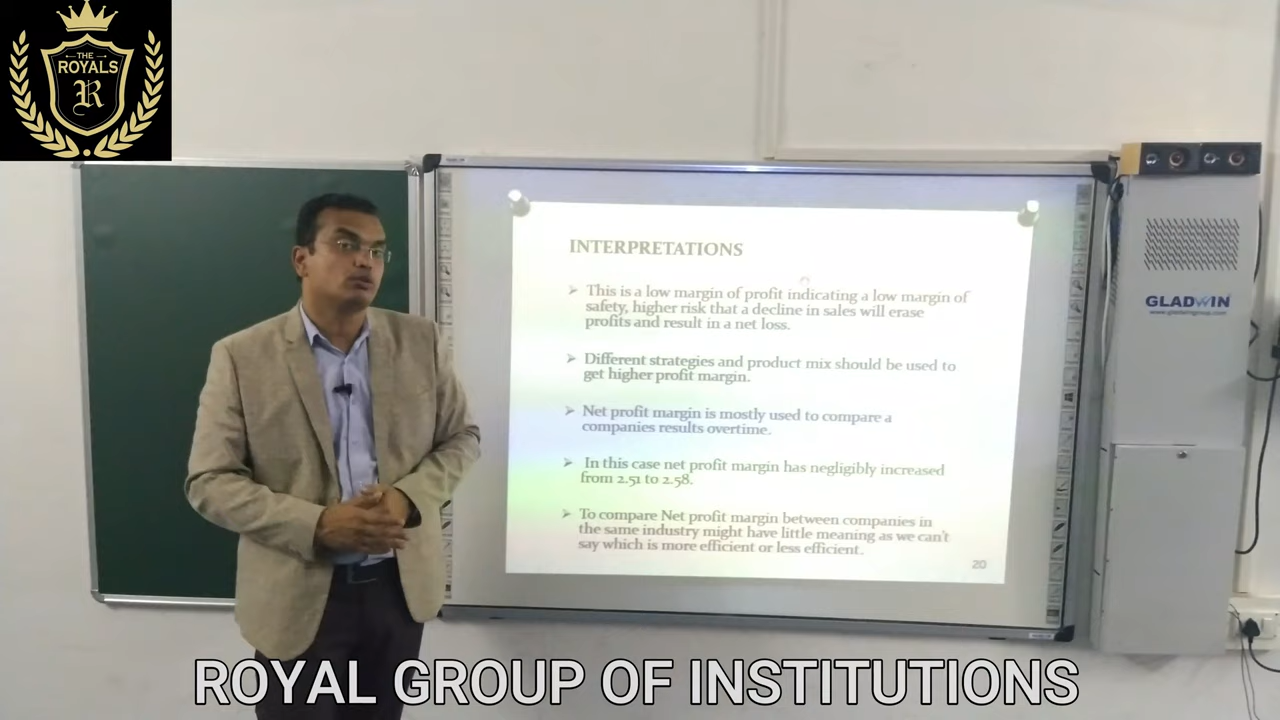 THE
ROYALS
R
INTERPRETATIONS
This is a low margin of profit indicating a low margin of
safety, higher risk that a decline in sales will erase
profits and result in a net loss.
Different strategies and product mix should be used to
get higher profit margin.
Net profit margin is mostly used to compare a
companies results overtime.
In this case net profit margin has negligibly increased
from 2.51 to 2.58.
To compare Net profit margin between companies in
the same industry might have little meaning as we can't
say which is more efficient or less efficient.
20
GLADWIN
www.gladwingroup.com
ROYAL GROUP OF INSTITUTIONS